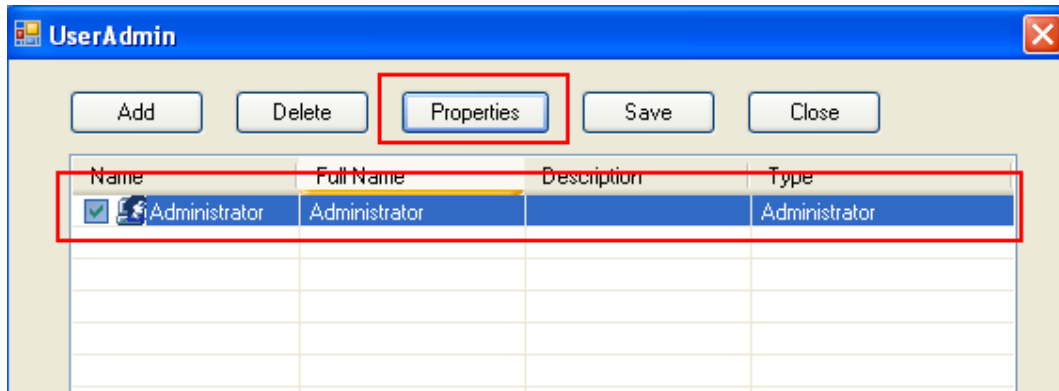 UserAdmin
Add Delete Properties Save Close
Name Full Name Description Type
Administrator Administrator Administrator